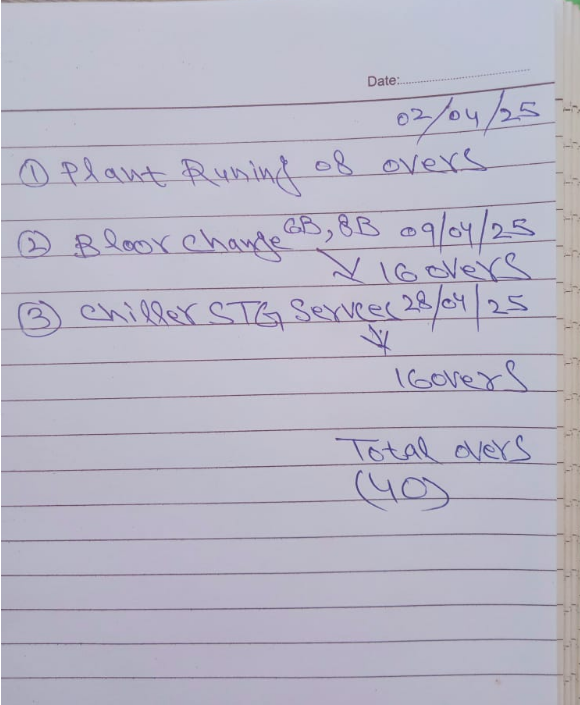 Date:
02/04/25
① Plant Runing 08 overs
② Bloor change 6B, 8B 09/04/25
16 overs
③ chiller STG Servces 28/04/25
16overs
Total overs
(40)